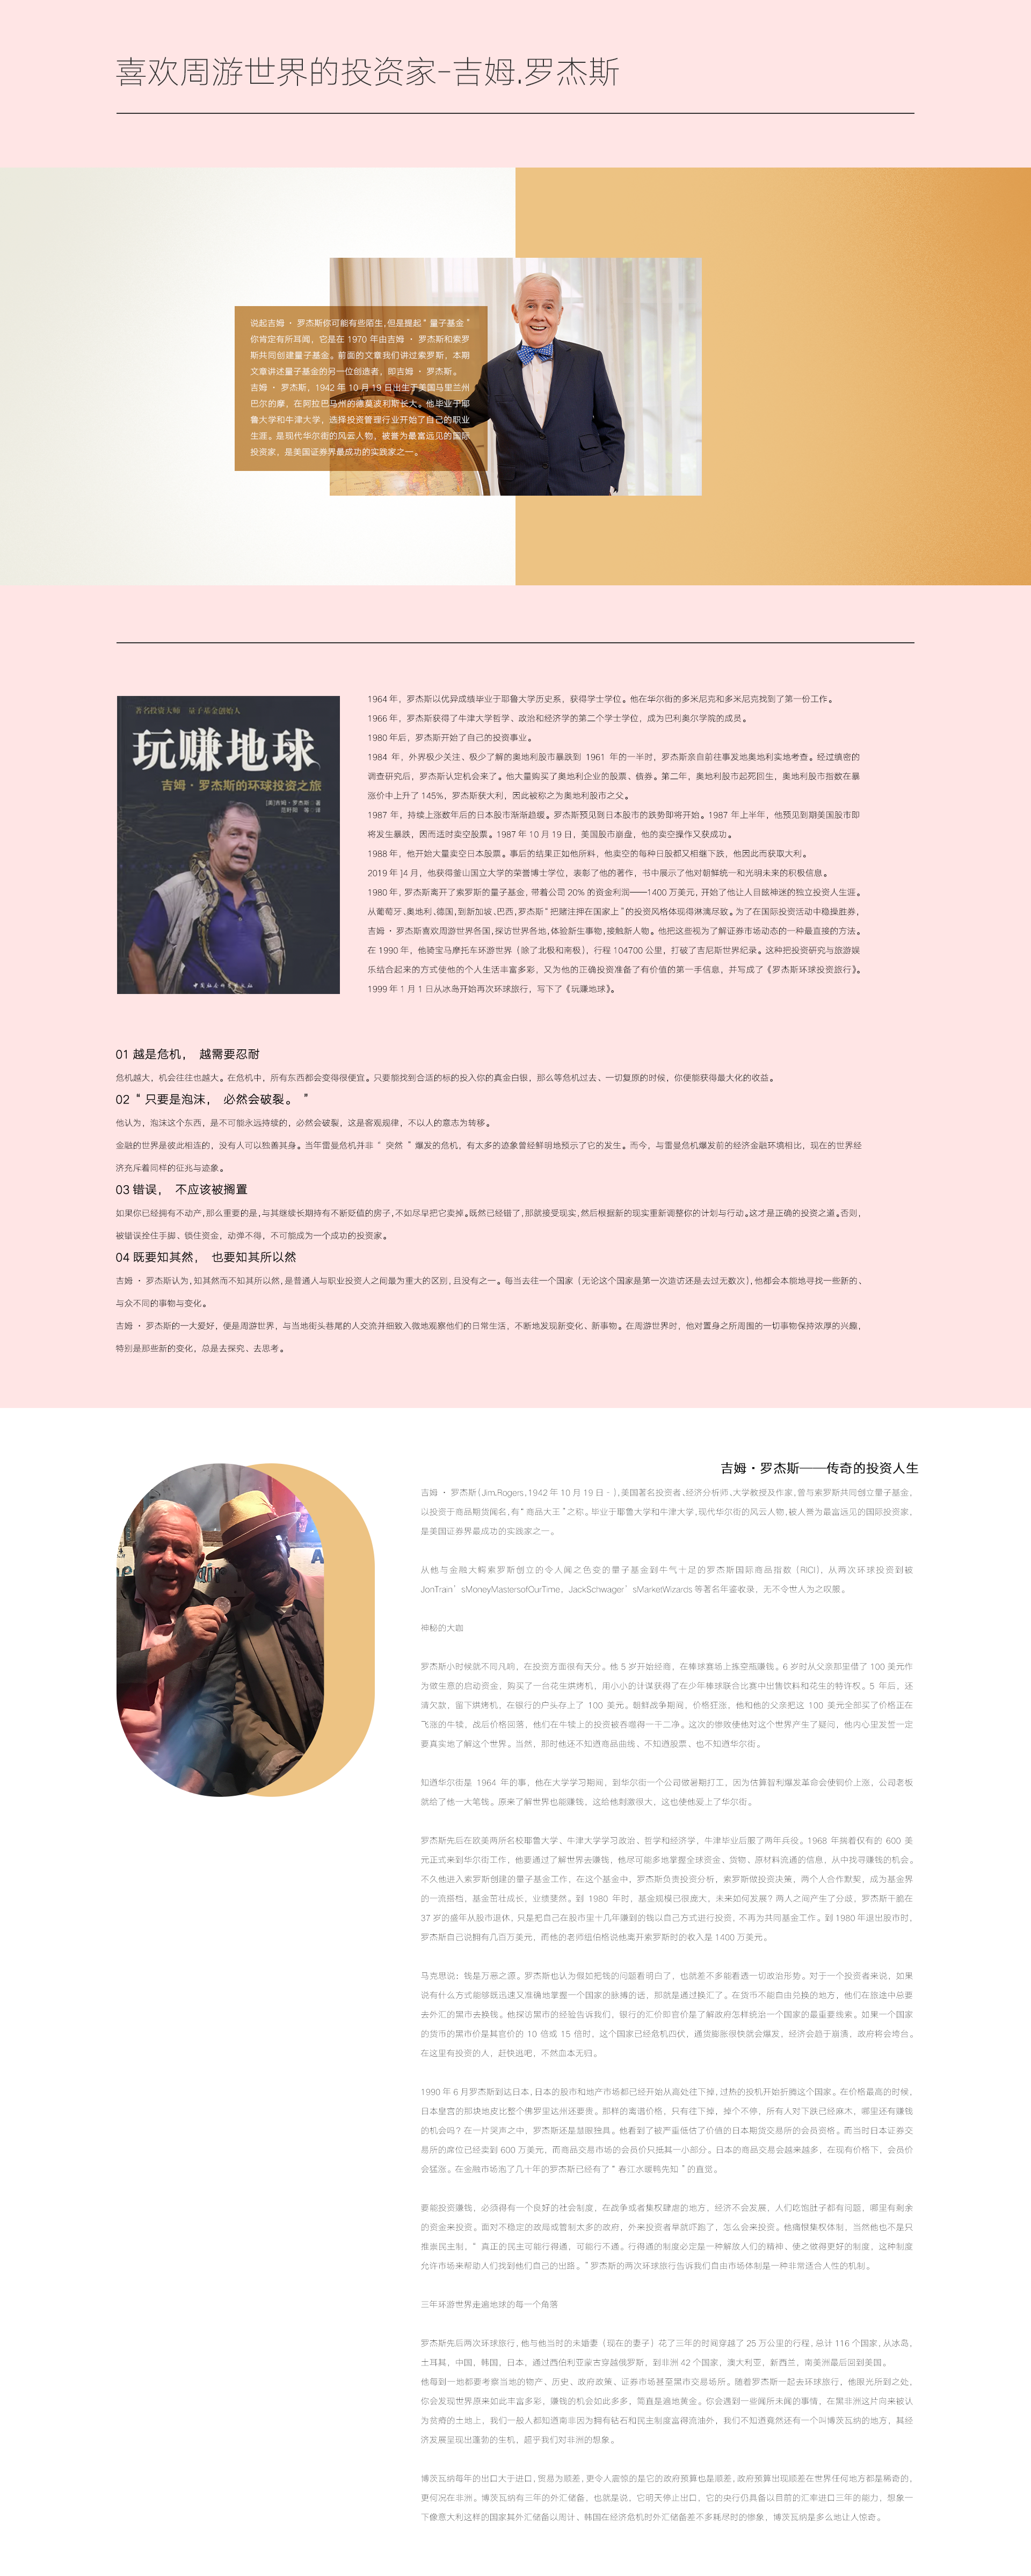 喜欢周游世界的投资家-吉姆.罗杰斯
说起吉姆 · 罗杰斯你可能有些陌生,但是提起“ 量子基金 ”
你肯定有所耳闻，它是在 1970 年由吉姆 · 罗杰斯和索罗
斯共同创建量子基金。前面的文章我们讲过索罗斯，本期
文章讲述量子基金的另一位创造者，即吉姆 · 罗杰斯。
吉姆 · 罗杰斯，1942 年 10 月 19 日出生于美国马里兰州
巴尔的摩，在阿拉巴马州的德莫波利斯长大。他毕业于耶
鲁大学和牛津大学，选择投资管理行业开始了自己的职业
生涯。是现代华尔街的风云人物，被誉为最富远见的国际
投资家，是美国证券界最成功的实践家之一。
著名投资大师 量子基金创始人
玩赚地球
吉姆·罗杰斯的环球投资之旅
[美]吉姆·罗杰斯 著
1964 年，罗杰斯以优异成绩毕业于耶鲁大学历史系，获得学士学位。他在华尔街的多米尼克和多米尼克找到了第一份工作。
1966 年，罗杰斯获得了牛津大学哲学、政治和经济学的第二个学士学位，成为巴利奥尔学院的成员。
1980 年后，罗杰斯开始了自己的投资事业。
1984 年，外界极少关注、极少了解的奥地利股市暴跌到 1961 年的一半时，罗杰斯亲自前往事发地奥地利实地考查。经过缜密的
调查研究后，罗杰斯认定机会来了。他大量购买了奥地利企业的股票、债券。第二年，奥地利股市起死回生，奥地利股市指数在暴
涨价中上升了 145%，罗杰斯获大利，因此被称之为奥地利股市之父。
1987 年，持续上涨数年后的日本股市渐渐趋缓。罗杰斯预见到日本股市的跌势即将开始。1987 年上半年，他预见到期美国股市即
将发生暴跌，因而适时卖空股票。1987 年 10 月 19 日，美国股市崩盘，他的卖空操作又获成功。
1988 年，他开始大量卖空日本股票。事后的结果正如他所料，他卖空的每种日股都又相继下跌，他因此而获取大利。
2019 年 ]4 月，他获得釜山国立大学的荣誉博士学位，表彰了他的著作，书中展示了他对朝鲜统一和光明未来的积极信息。
1980 年，罗杰斯离开了索罗斯的量子基金，带着公司 20% 的资金利润——1400 万美元，开始了他让人目眩神迷的独立投资人生涯。
从葡萄牙、奥地利、德国，到新加坡、巴西，罗杰斯“ 把赌注押在国家上 ”的投资风格体现得淋漓尽致。为了在国际投资活动中稳操胜券，
吉姆 · 罗杰斯喜欢周游世界各国，探访世界各地，体验新生事物，接触新人物。他把这些视为了解证券市场动态的一种最直接的方法。
在 1990 年，他骑宝马摩托车环游世界（除了北极和南极），行程 104700 公里，打破了吉尼斯世界纪录。这种把投资研究与旅游娱
乐结合起来的方式使他的个人生活丰富多彩，又为他的正确投资准备了有价值的第一手信息，并写成了《罗杰斯环球投资旅行》。
1999 年 1 月 1 日从冰岛开始再次环球旅行，写下了《玩赚地球》。
01 越是危机， 越需要忍耐
危机越大，机会往往也越大。在危机中，所有东西都会变得很便宜。只要能找到合适的标的投入你的真金白银，那么等危机过去、一切复原的时候，你便能获得最大化的收益。
02 “ 只要是泡沫， 必然会破裂。 ”
他认为，泡沫这个东西，是不可能永远持续的，必然会破裂，这是客观规律，不以人的意志为转移。
金融的世界是彼此相连的，没有人可以独善其身。当年雷曼危机并非“ 突然 ”爆发的危机，有太多的迹象曾经鲜明地预示了它的发生。而今，与雷曼危机爆发前的经济金融环境相比，现在的世界经
济充斥着同样的征兆与迹象。
03 错误， 不应该被搁置
如果你已经拥有不动产，那么重要的是，与其继续长期持有不断贬值的房子，不如尽早把它卖掉。既然已经错了，那就接受现实，然后根据新的现实重新调整你的计划与行动。这才是正确的投资之道。否则，
被错误拴住手脚、锁住资金，动弹不得，不可能成为一个成功的投资家。
04 既要知其然， 也要知其所以然
吉姆 · 罗杰斯认为，知其然而不知其所以然，是普通人与职业投资人之间最为重大的区别，且没有之一。每当去往一个国家（无论这个国家是第一次造访还是去过无数次），他都会本能地寻找一些新的、
与众不同的事物与变化。
吉姆 · 罗杰斯的一大爱好，便是周游世界，与当地街头巷尾的人交流并细致入微地观察他们的日常生活，不断地发现新变化、新事物。在周游世界时，他对置身之所周围的一切事物保持浓厚的兴趣，
特别是那些新的变化，总是去探究、去思考。
吉姆·罗杰斯——传奇的投资人生
吉姆 · 罗杰斯（Jim.Rogers，1942 年 10 月 19 日 - ），美国著名投资者、经济分析师、大学教授及作家，曾与索罗斯共同创立量子基金，
以投资于商品期货闻名，有“ 商品大王 ”之称。毕业于耶鲁大学和牛津大学，现代华尔街的风云人物，被人誉为最富远见的国际投资家，
是美国证券界最成功的实践家之一。
从他与金融大鳄索罗斯创立的令人闻之色变的量子基金到牛气十足的罗杰斯国际商品指数（RICI），从两次环球投资到被
JonTrain’sMoneyMastersofOurTime、JackSchwager’sMarketWizards 等著名年鉴收录，无不令世人为之叹服。
神秘的大咖
罗杰斯小时候就不同凡响，在投资方面很有天分。他 5 岁开始经商，在棒球赛场上拣空瓶赚钱。6 岁时从父亲那里借了 100 美元作
为做生意的启动资金，购买了一台花生烘烤机，用小小的计谋获得了在少年棒球联合比赛中出售饮料和花生的特许权。5 年后，还
清欠款，留下烘烤机，在银行的户头存上了 100 美元。朝鲜战争期间，价格狂涨，他和他的父亲把这 100 美元全部买了价格正在
飞涨的牛犊，战后价格回落，他们在牛犊上的投资被吞噬得一干二净。这次的惨败使他对这个世界产生了疑问，他内心里发誓一定
要真实地了解这个世界。当然，那时他还不知道商品曲线、不知道股票、也不知道华尔街。
知道华尔街是 1964 年的事，他在大学学习期间，到华尔街一个公司做暑期打工，因为估算智利爆发革命会使铜价上涨，公司老板
就给了他一大笔钱。原来了解世界也能赚钱，这给他刺激很大，这也使他爱上了华尔街。
罗杰斯先后在欧美两所名校耶鲁大学、牛津大学学习政治、哲学和经济学，牛津毕业后服了两年兵役。1968 年揣着仅有的 600 美
元正式来到华尔街工作，他要通过了解世界去赚钱，他尽可能多地掌握全球资金、货物、原材料流通的信息，从中找寻赚钱的机会。
不久他进入索罗斯创建的量子基金工作，在这个基金中，罗杰斯负责投资分析，索罗斯做投资决策，两个人合作默契，成为基金界
的一流搭档，基金茁壮成长，业绩斐然。到 1980 年时，基金规模已很庞大，未来如何发展？两人之间产生了分歧，罗杰斯干脆在
37 岁的盛年从股市退休，只是把自己在股市里十几年赚到的钱以自己方式进行投资，不再为共同基金工作。到 1980 年退出股市时，
罗杰斯自己说拥有几百万美元，而他的老师纽伯格说他离开索罗斯时的收入是 1400 万美元。
马克思说：钱是万恶之源。罗杰斯也认为假如把钱的问题看明白了，也就差不多能看透一切政治形势。对于一个投资者来说，如果
说有什么方式能够既迅速又准确地掌握一个国家的脉搏的话，那就是通过换汇了。在货币不能自由兑换的地方，他们在旅途中总要
去外汇的黑市去换钱。他探访黑市的经验告诉我们，银行的汇价即官价是了解政府怎样统治一个国家的最重要线索。如果一个国家
的货币的黑市价是其官价的 10 倍或 15 倍时，这个国家已经危机四伏，通货膨胀很快就会爆发，经济会趋于崩溃，政府将会垮台。
在这里有投资的人，赶快逃吧，不然血本无归。
1990 年 6 月罗杰斯到达日本，日本的股市和地产市场都已经开始从高处往下掉，过热的投机开始折腾这个国家。在价格最高的时候，
日本皇宫的那块地皮比整个佛罗里达州还要贵。那样的离谱价格，只有往下掉，掉个不停，所有人对下跌已经麻木，哪里还有赚钱
的机会吗？在一片哭声之中，罗杰斯还是慧眼独具。他看到了被严重低估了价值的日本期货交易所的会员资格。而当时日本证券交
易所的席位已经卖到 600 万美元，而商品交易市场的会员价只抵其一小部分。日本的商品交易会越来越多，在现有价格下，会员价
会猛涨。在金融市场泡了几十年的罗杰斯已经有了“ 春江水暖鸭先知 ”的直觉。
要能投资赚钱，必须得有一个良好的社会制度，在战争或者集权肆虐的地方，经济不会发展，人们吃饱肚子都有问题，哪里有剩余
的资金来投资。面对不稳定的政局或管制太多的政府，外来投资者早就吓跑了，怎么会来投资。他痛恨集权体制，当然他也不是只
推崇民主制，“ 真正的民主可能行得通，可能行不通。行得通的制度必定是一种解放人们的精神，使之做得更好的制度，这种制度
允许市场来帮助人们找到他们自己的出路。”罗杰斯的两次环球旅行告诉我们自由市场体制是一种非常适合人性的机制。
三年环游世界走遍地球的每一个角落
罗杰斯先后两次环球旅行，他与他当时的未婚妻（现在的妻子）花了三年的时间穿越了 25 万公里的行程，总计 116 个国家，从冰岛，
土耳其，中国，韩国，日本，通过西伯利亚蒙古穿越俄罗斯，到非洲 42 个国家，澳大利亚，新西兰，南美洲最后回到美国。
他每到一地都要考察当地的物产、历史、政府政策、证券市场甚至黑市交易场所。随着罗杰斯一起去环球旅行，他眼光所到之处，
你会发现世界原来如此丰富多彩，赚钱的机会如此多多，简直是遍地黄金。你会遇到一些闻所未闻的事情，在黑非洲这片向来被认
为贫瘠的土地上，我们一般人都知道南非因为拥有钻石和民主制度富得流油外，我们不知道竟然还有一个叫博茨瓦纳的地方，其经
济发展呈现出蓬勃的生机，超乎我们对非洲的想象。
博茨瓦纳每年的出口大于进口，贸易为顺差，更令人震惊的是它的政府预算也是顺差，政府预算出现顺差在世界任何地方都是稀奇的，
更何况在非洲。博茨瓦纳有三年的外汇储备，也就是说，它明天停止出口，它的央行仍具备以目前的汇率进口三年的能力，想象一
下像意大利这样的国家其外汇储备以周计、韩国在经济危机时外汇储备差不多耗尽时的惨象，博茨瓦纳是多么地让人惊奇。